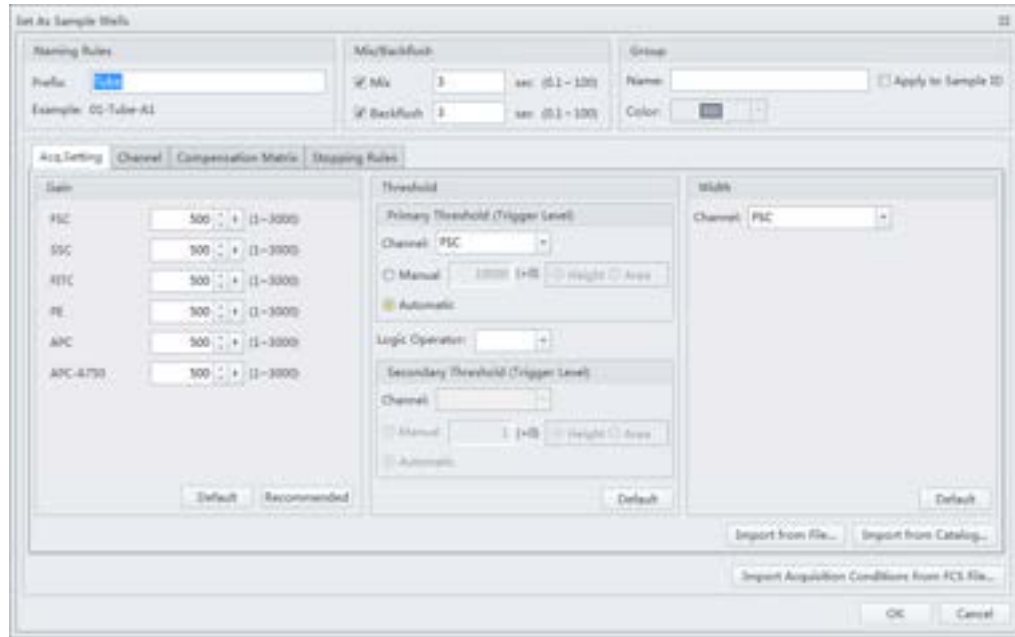 Set As Sample Wells
Naming Rules
Prefix: Tube
Example: 01-Tube-A1
Mix/Backflush
Mix 3 sec (0.1~100)
Backflush 3 sec (0.1~100)
Group
Name: Apply to Sample ID
Color:
Acq.Setting Channel Compensation Matrix Stopping Rules
Gain
FSC 500 (1~3000)
SSC 500 (1~3000)
FITC 500 (1~3000)
PE 500 (1~3000)
APC 500 (1~3000)
APC-A750 500 (1~3000)
Default Recommended
Threshold
Primary Threshold (Trigger Level)
Channel: FSC
Manual 10000 Height Area
Automatic
Logic Operator:
Secondary Threshold (Trigger Level)
Channel:
Manual 1 Height Area
Automatic
Default
Width
Channel: FSC
Default
Import from File... Import from Catalog...
Import Acquisition Conditions from FCS File...
OK Cancel